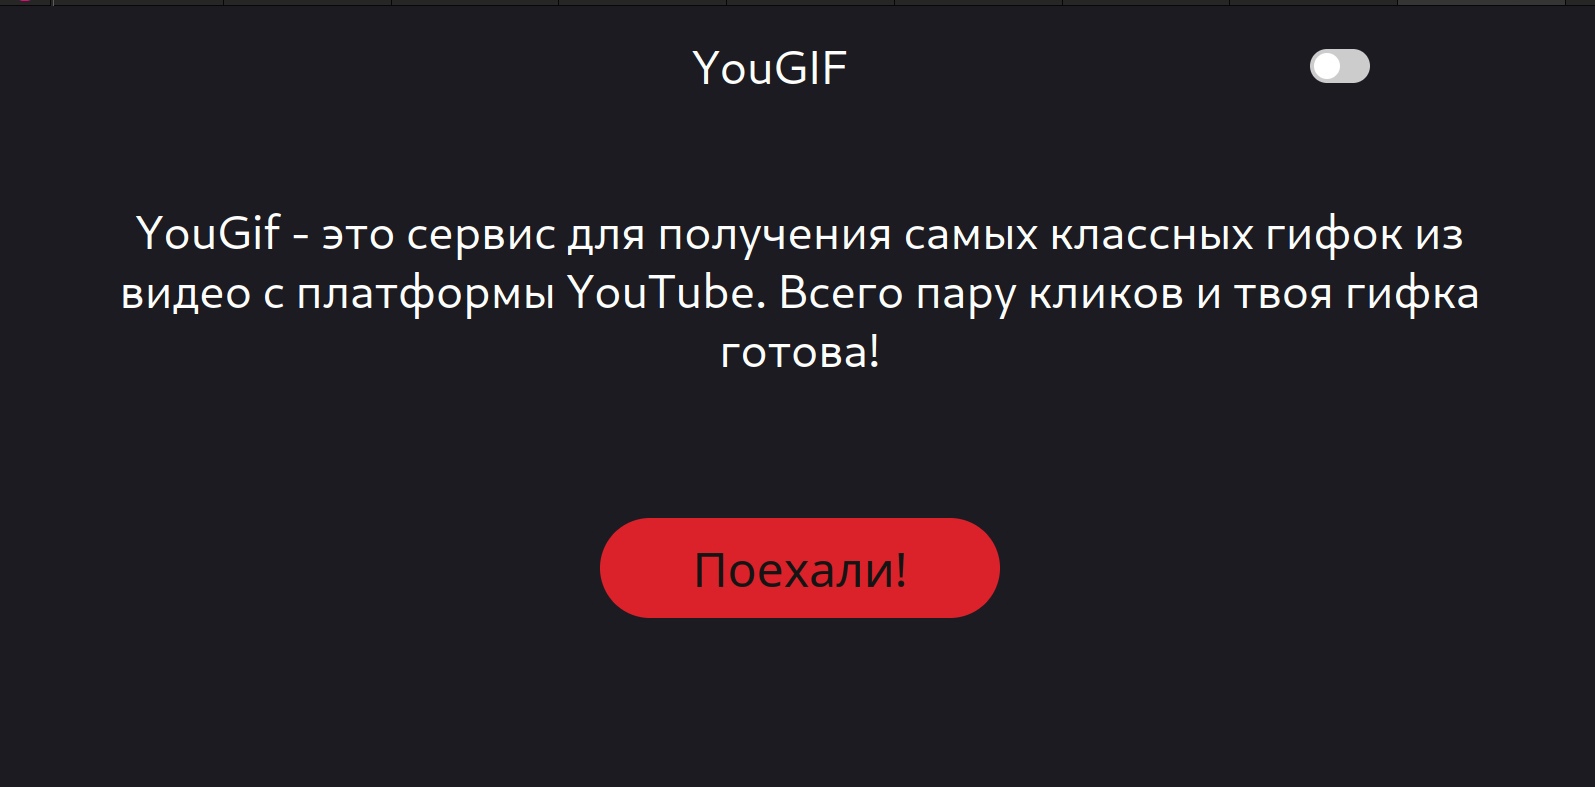 YouGIF
YouGif - это сервис для получения самых классных гифок из
видео с платформы YouTube. Всего пару кликов и твоя гифка
готова!
Поехали!